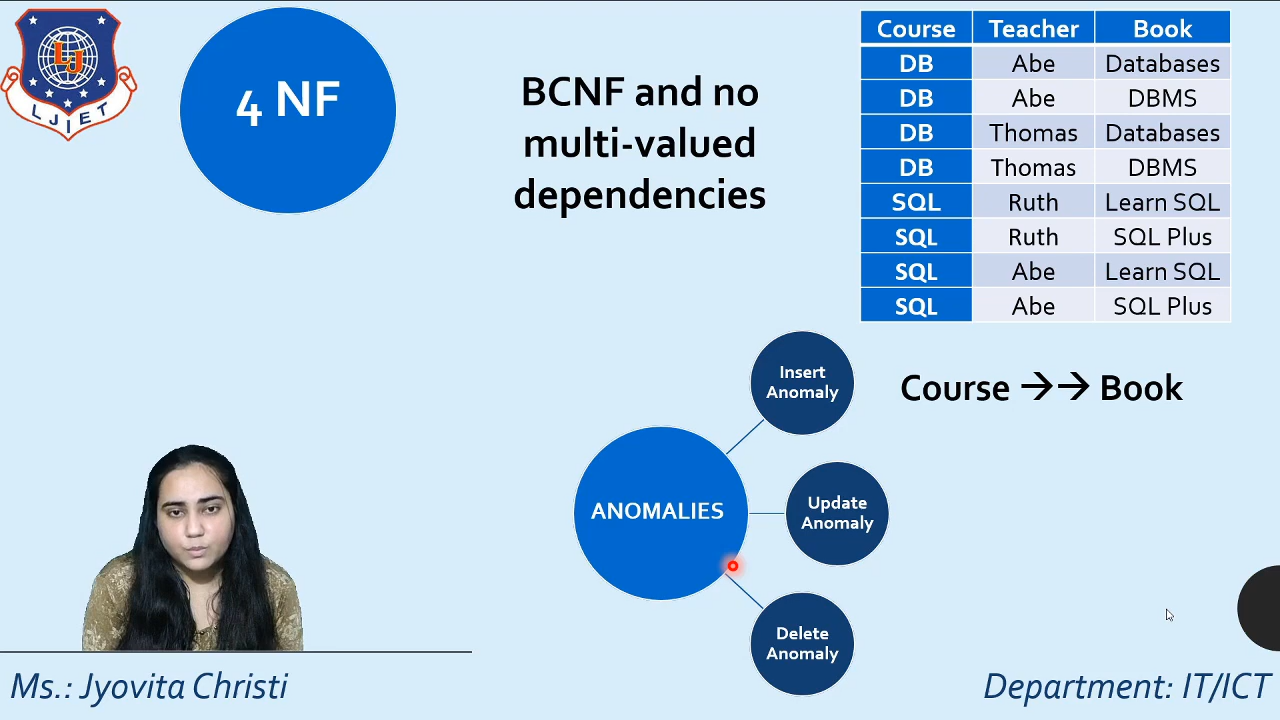 LJ
LJIET
4 NF
BCNF and no
multi-valued
dependencies
Course Teacher Book
DB Abe Databases
DB Abe DBMS
DB Thomas Databases
DB Thomas DBMS
SQL Ruth Learn SQL
SQL Ruth SQL Plus
SQL Abe Learn SQL
SQL Abe SQL Plus
Course →→ Book
Insert
Anomaly
ANOMALIES
Update
Anomaly
Delete
Anomaly
Ms.: Jyovita Christi
Department: IT/ICT